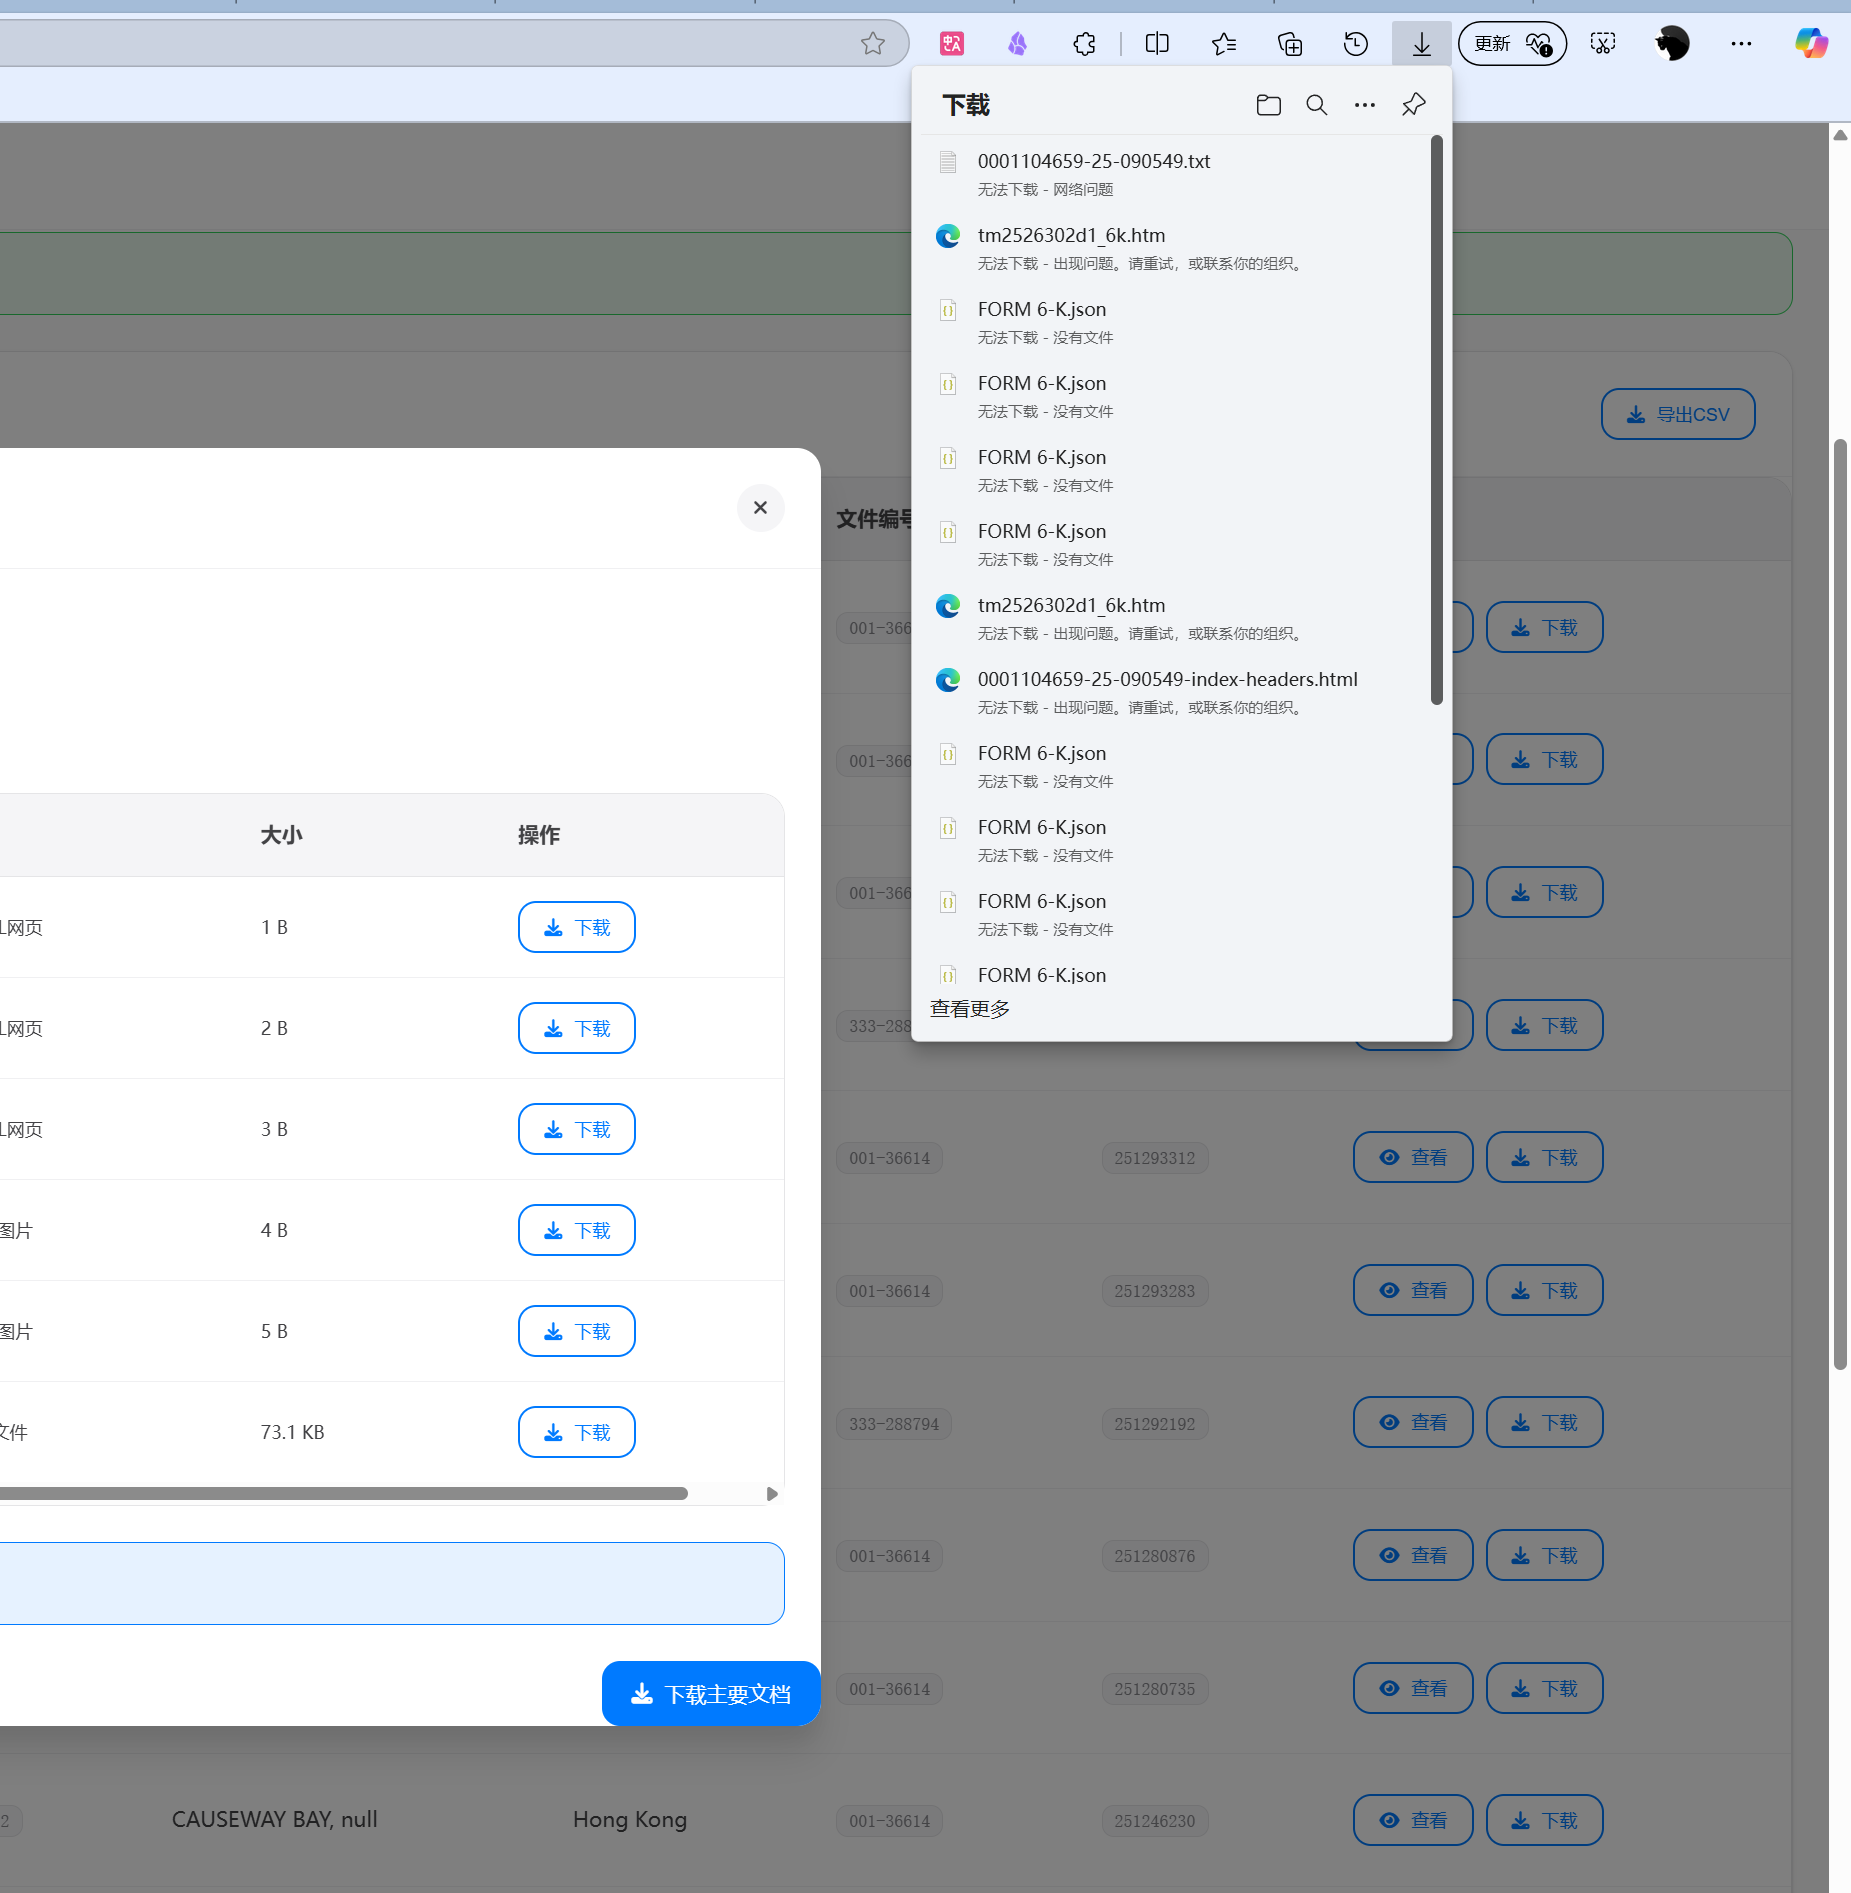 更新
下载
0001104659-25-090549.txt
无法下载 - 网络问题
tm2526302d1_6k.htm
无法下载 - 出现问题。请重试，或联系你的组织。
FORM 6-K.json
无法下载 - 没有文件
FORM 6-K.json
无法下载 - 没有文件
FORM 6-K.json
无法下载 - 没有文件
FORM 6-K.json
无法下载 - 没有文件
tm2526302d1_6k.htm
无法下载 - 出现问题。请重试，或联系你的组织。
0001104659-25-090549-index-headers.html
无法下载 - 出现问题。请重试，或联系你的组织。
FORM 6-K.json
无法下载 - 没有文件
FORM 6-K.json
无法下载 - 没有文件
FORM 6-K.json
无法下载 - 没有文件
FORM 6-K.json
查看更多
导出CSV
文件编号
001-366 下载
001-366 下载
001-366 下载
333-288 下载
001-36614 251293312 查看 下载
001-36614 251293283 查看 下载
333-288794 251292192 查看 下载
001-36614 251280876 查看 下载
001-36614 251280735 查看 下载
2 CAUSEWAY BAY, null Hong Kong 001-36614 251246230 查看 下载
大小 操作
L网页 1 B 下载
L网页 2 B 下载
L网页 3 B 下载
图片 4 B 下载
图片 5 B 下载
文件 73.1 KB 下载
下载主要文档